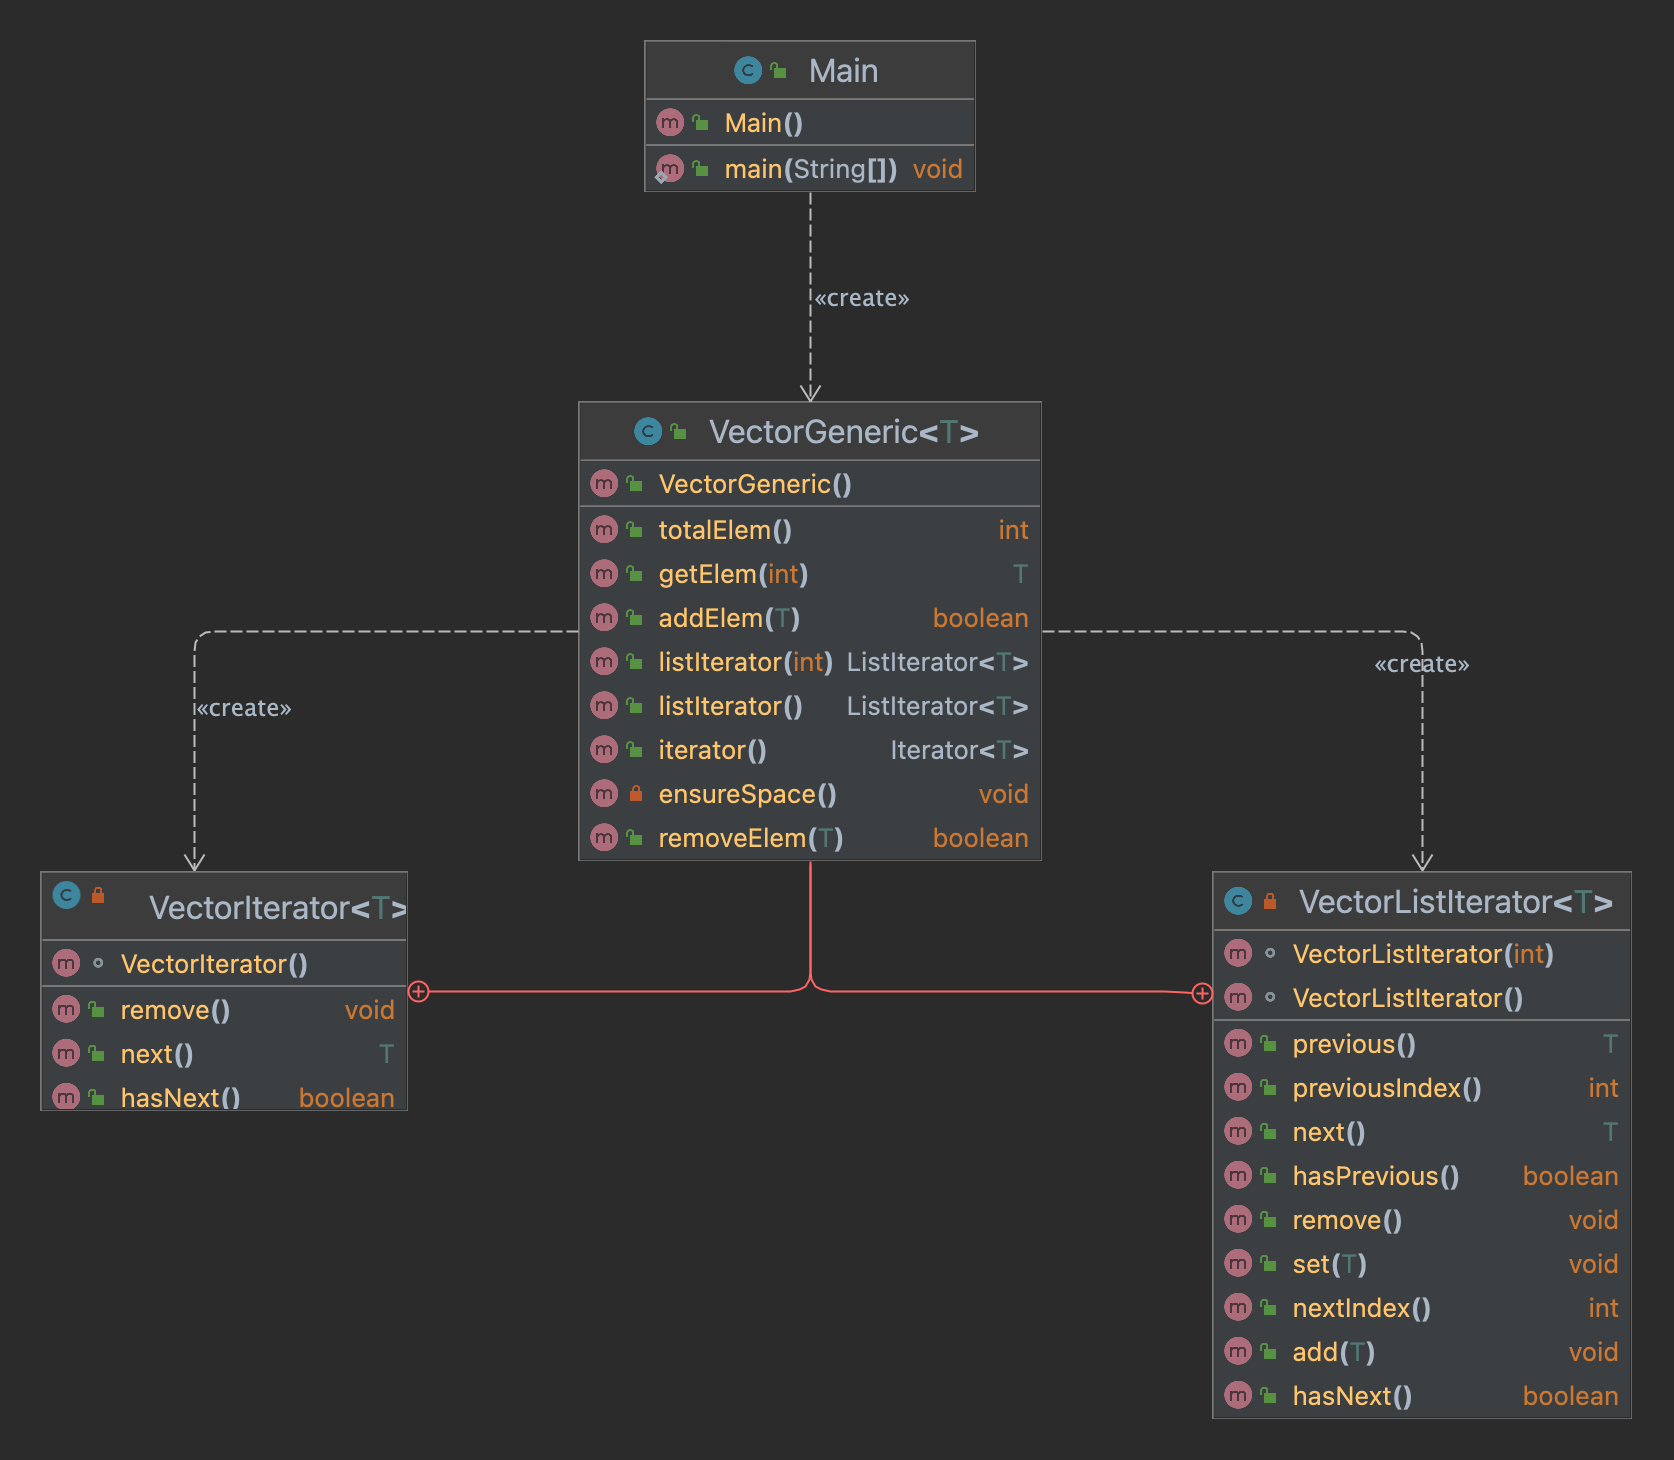 Main
Main()
main(String[]) void
«create»
VectorGeneric<T>
VectorGeneric()
totalElem() int
getElem(int) T
addElem(T) boolean
listIterator(int) ListIterator<T>
listIterator() ListIterator<T>
iterator() Iterator<T>
ensureSpace() void
removeElem(T) boolean
«create»
«create»
VectorIterator<T>
VectorIterator()
remove() void
next() T
hasNext() boolean
VectorListIterator<T>
VectorListIterator(int)
VectorListIterator()
previous() T
previousIndex() int
next() T
hasPrevious() boolean
remove() void
set(T) void
nextIndex() int
add(T) void
hasNext() boolean